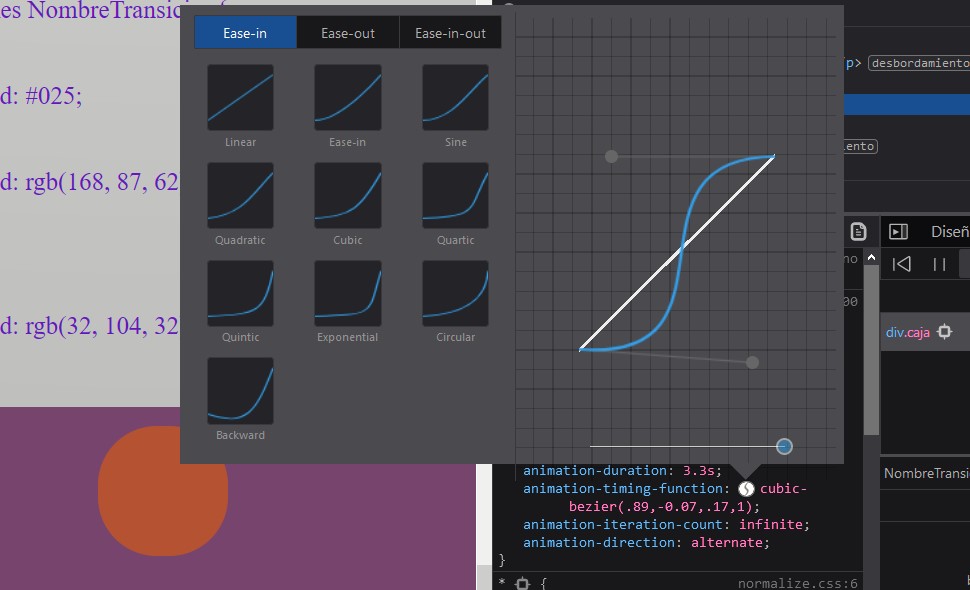 es NombreTransici
d: #025;
d: rgb(168, 87, 62
d: rgb(32, 104, 32
Ease-in
Ease-out
Ease-in-out
Linear
Ease-in
Sine
Quadratic
Cubic
Quartic
Quintic
Exponential
Circular
Backward
p> desbordamiento
iento
no
00
Diseñ
div.caja
NombreTransi
animation-duration: 3.3s;
animation-timing-function: cubic-
bezier(.89,-0.07,.17,1);
animation-iteration-count: infinite;
animation-direction: alternate;
}
* {
normalize.css:6